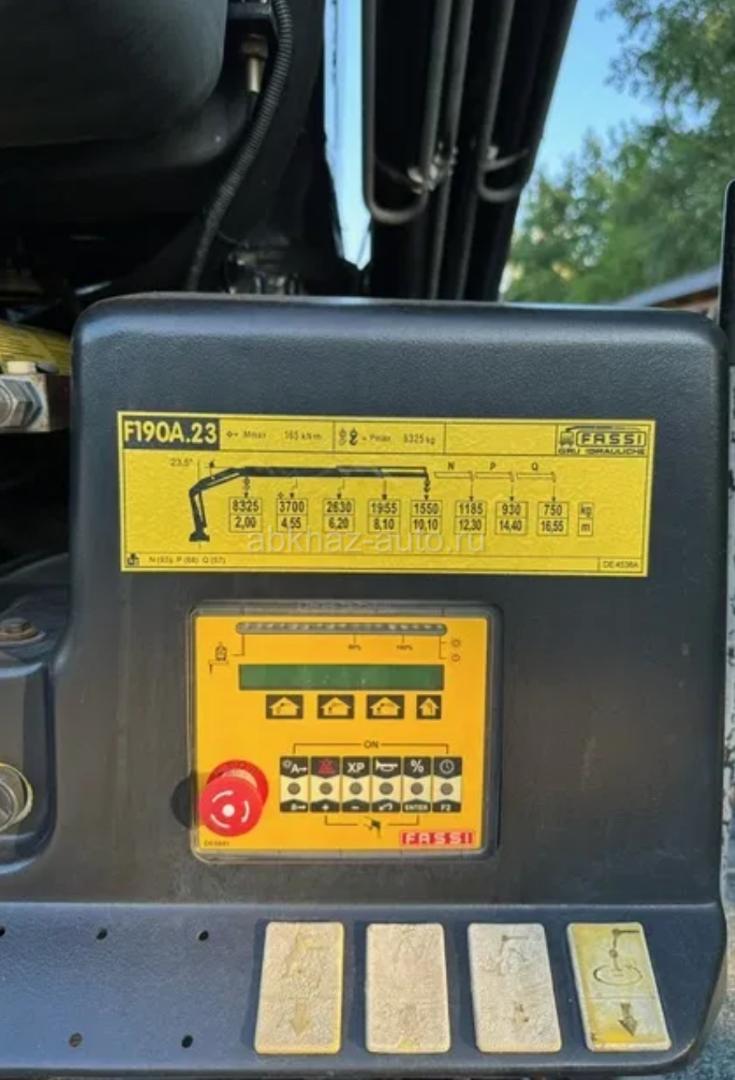 F190A.23 Mmax 165 kNm = Pmax 8325 kg FASSI
GRU IDRAULICHE
23,5° N P Q
8325 3700 2630 1955 1550 1185 930 750 kg
2,00 4,55 6,20 8,10 10,10 12,30 14,40 16,55 m
abkhaz-auto.ru
N (93) P (68) Q (57) DE4536A
90% 100%
ON
A XP % 
B + − ENTER F2
FASSI